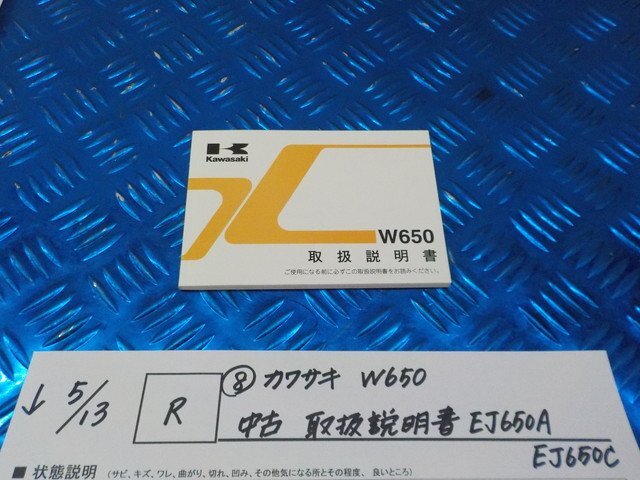 Kawasaki
W650
取扱説明書
ご使用になる前に必ずこの取扱説明書をお読みください。
↓ 5/13 R ⑧カワサキ W650
中古 取扱説明書 EJ650A
EJ650C
■ 状態説明 (サビ、キズ、ワレ、曲がり、切れ、凹み、その他気になる所とその程度、良いところ)